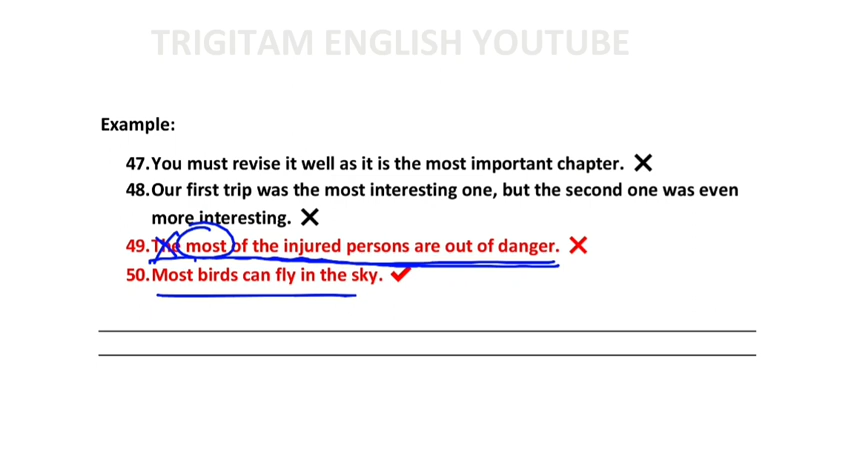 TRIGITAM ENGLISH YOUTUBE
Example:
47. You must revise it well as it is the most important chapter. ❌
48. Our first trip was the most interesting one, but the second one was even
more interesting. ❌
49. The most of the injured persons are out of danger. ❌
50. Most birds can fly in the sky. ✔